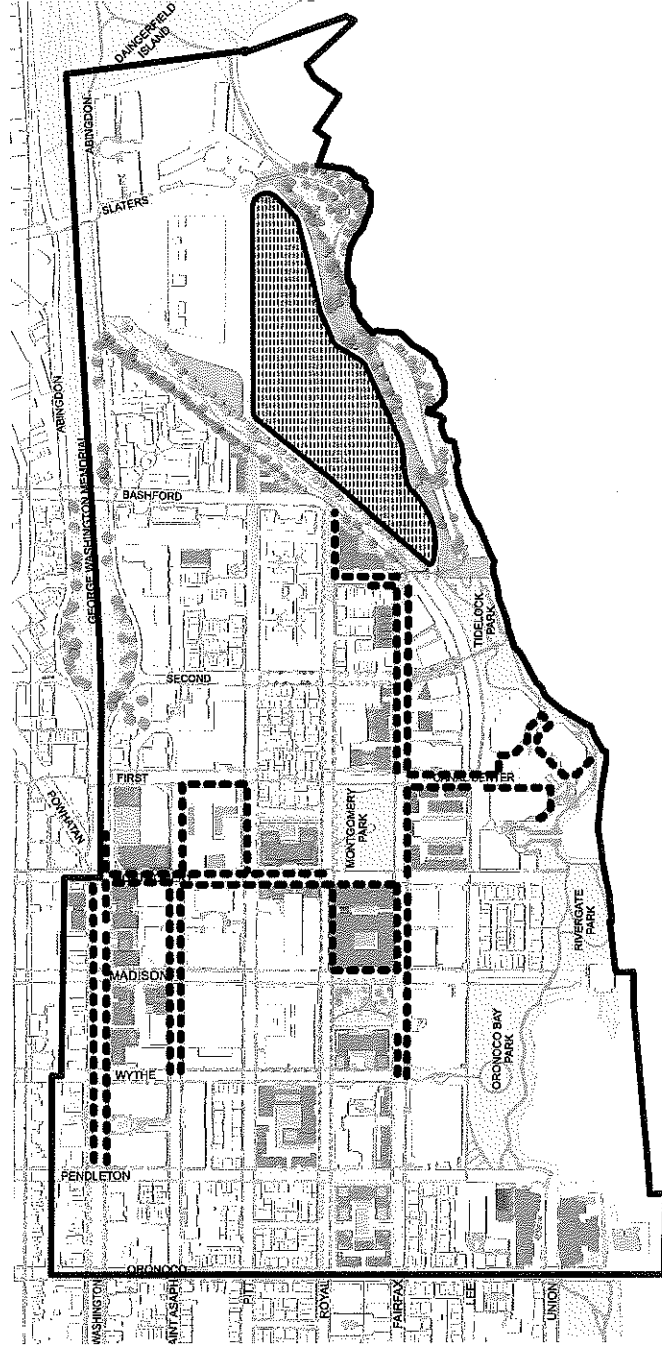 DAINGERFIELD
ISLAND
ABINGDON
SLATERS
ABINGDON
GEORGE WASHINGTON MEMORIAL
BASHFORD
TIDELOCK
PARK
SECOND
FIRST
CENTER
POWHATAN
MONTGOMERY
PARK
RIVERGATE
PARK
MADISON
ORONOCO BAY
PARK
WYTHE
PENDLETON
ORONOCO
WASHINGTON
SAINT ASAPH
PITT
ROYAL
FAIRFAX
LEE
UNION